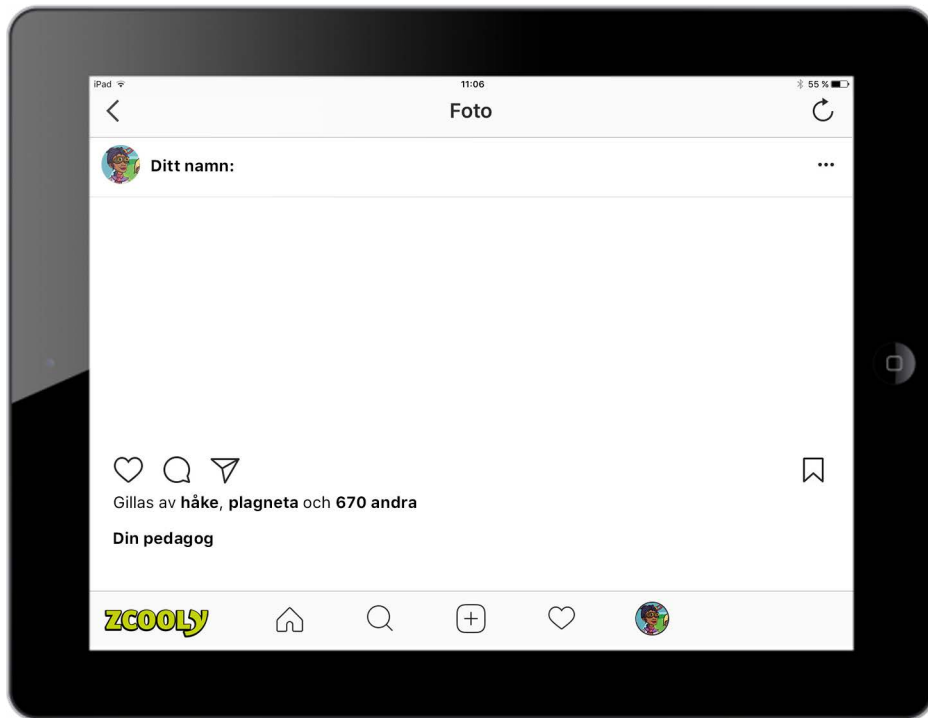 iPad 11:06 55 %
Foto
Ditt namn:
Gillas av håke, plagneta och 670 andra
Din pedagog
ZCOOLY